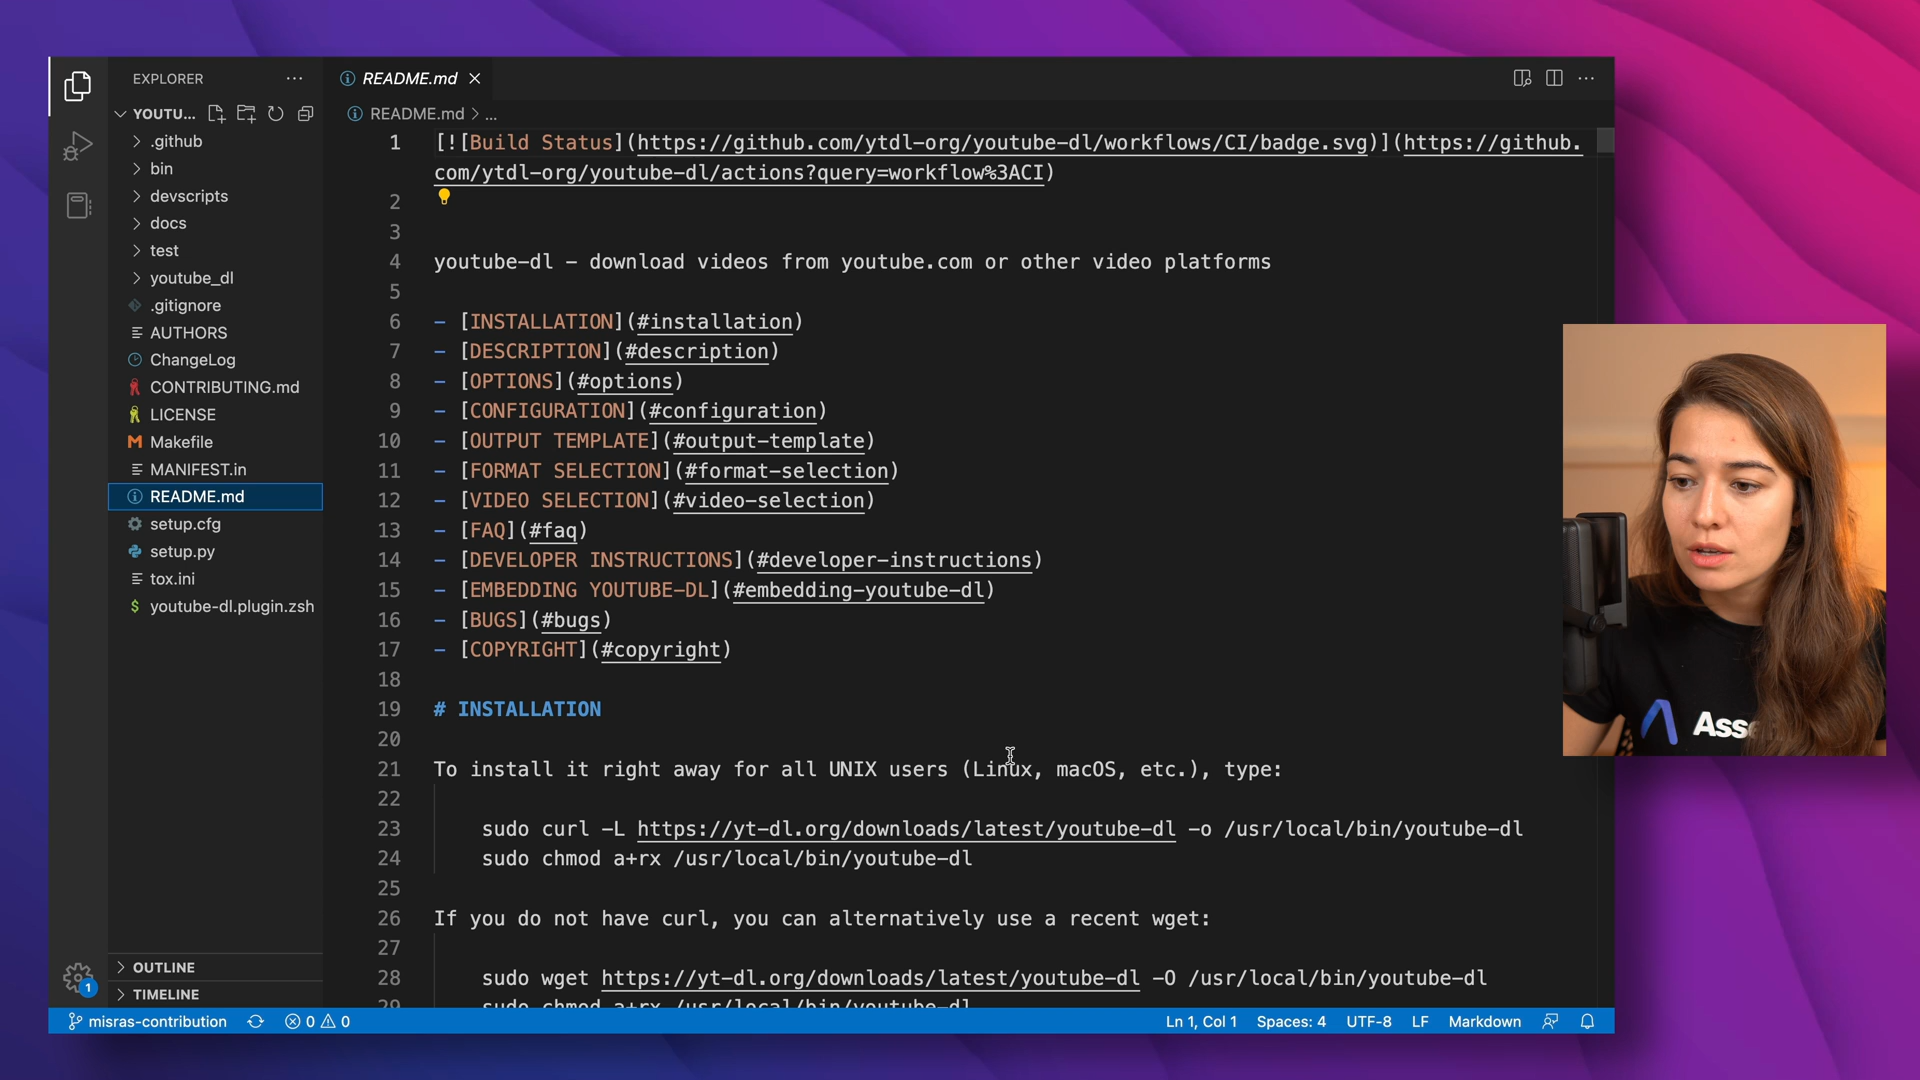 EXPLORER
YOUTU...
.github
bin
devscripts
docs
test
youtube_dl
.gitignore
AUTHORS
ChangeLog
CONTRIBUTING.md
LICENSE
Makefile
MANIFEST.in
README.md
setup.cfg
setup.py
tox.ini
youtube-dl.plugin.zsh
OUTLINE
TIMELINE
README.md
README.md > ...
1 [![Build Status](https://github.com/ytdl-org/youtube-dl/workflows/CI/badge.svg)](https://github.
com/ytdl-org/youtube-dl/actions?query=workflow%3ACI)
2
3
4 youtube-dl - download videos from youtube.com or other video platforms
5
6 - [INSTALLATION](#installation)
7 - [DESCRIPTION](#description)
8 - [OPTIONS](#options)
9 - [CONFIGURATION](#configuration)
10 - [OUTPUT TEMPLATE](#output-template)
11 - [FORMAT SELECTION](#format-selection)
12 - [VIDEO SELECTION](#video-selection)
13 - [FAQ](#faq)
14 - [DEVELOPER INSTRUCTIONS](#developer-instructions)
15 - [EMBEDDING YOUTUBE-DL](#embedding-youtube-dl)
16 - [BUGS](#bugs)
17 - [COPYRIGHT](#copyright)
18
19 # INSTALLATION
20
21 To install it right away for all UNIX users (Linux, macOS, etc.), type:
22
23 sudo curl -L https://yt-dl.org/downloads/latest/youtube-dl -o /usr/local/bin/youtube-dl
24 sudo chmod a+rx /usr/local/bin/youtube-dl
25
26 If you do not have curl, you can alternatively use a recent wget:
27
28 sudo wget https://yt-dl.org/downloads/latest/youtube-dl -O /usr/local/bin/youtube-dl
29 sudo chmod a+rx /usr/local/bin/youtube-dl
Asse
1
misras-contribution
0 0
Ln 1, Col 1
Spaces: 4
UTF-8
LF
Markdown